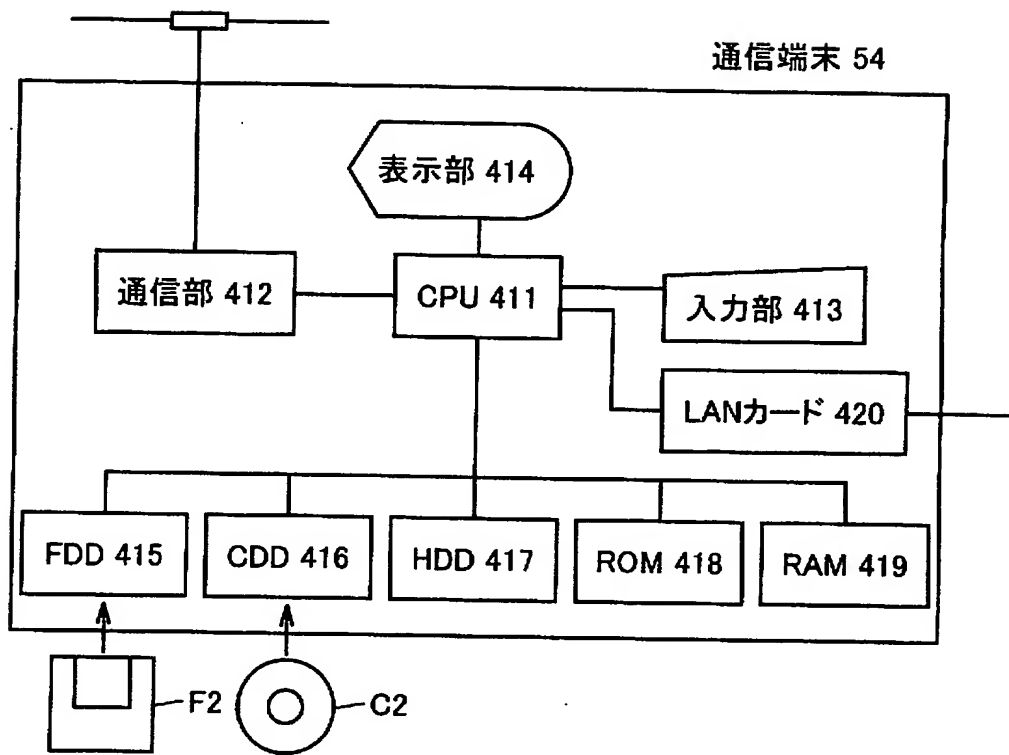 通信端末 54
表示部 414
通信部 412
CPU 411
入力部 413
LANカード 420
FDD 415
CDD 416
HDD 417
ROM 418
RAM 419
F2
C2